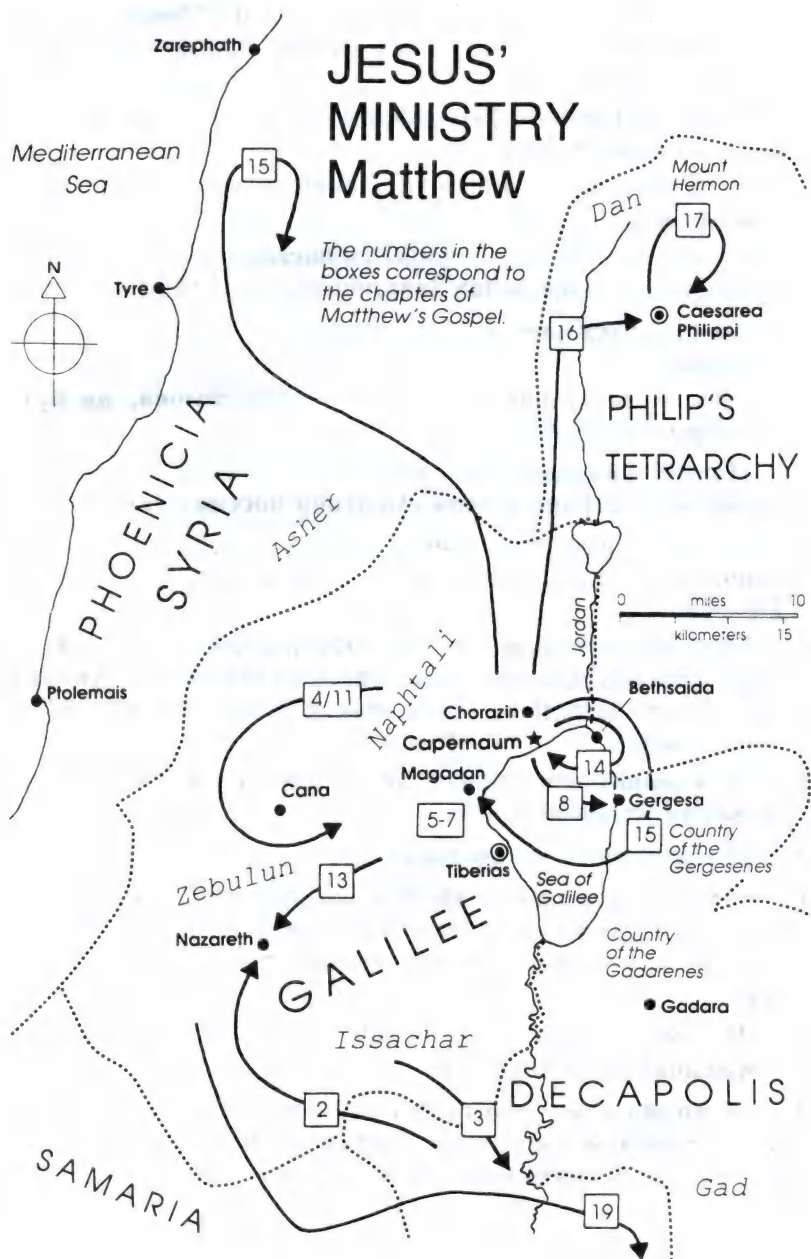 Zarephath
JESUS'
MINISTRY
Matthew
Mediterranean
Sea
15
The numbers in the
boxes correspond to
the chapters of
Matthew's Gospel.
Mount
Hermon
Dan
17
N
Tyre
16
Caesarea
Philippi
PHILIP'S
TETRARCHY
PHOENICIA
SYRIA
Asher
0 miles 10
kilometers 15
Jordan
Naphtali
Ptolemais
4/11
Chorazin
Bethsaida
Capernaum
14
Magadan
8
Gergesa
Cana
5-7
15
Country
of the
Gergesenes
Tiberias
Sea of
Galilee
Zebulun
13
Nazareth
GALILEE
Country
of the
Gadarenes
Gadara
Issachar
DECAPOLIS
2
3
SAMARIA
Gad
19